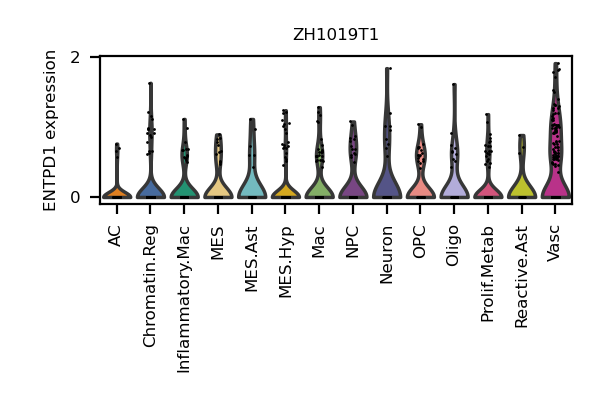 ZH1019T1
ENTPD1 expression
2
0
AC
Chromatin.Reg
Inflammatory.Mac
MES
MES.Ast
MES.Hyp
Mac
NPC
Neuron
OPC
Oligo
Prolif.Metab
Reactive.Ast
Vasc